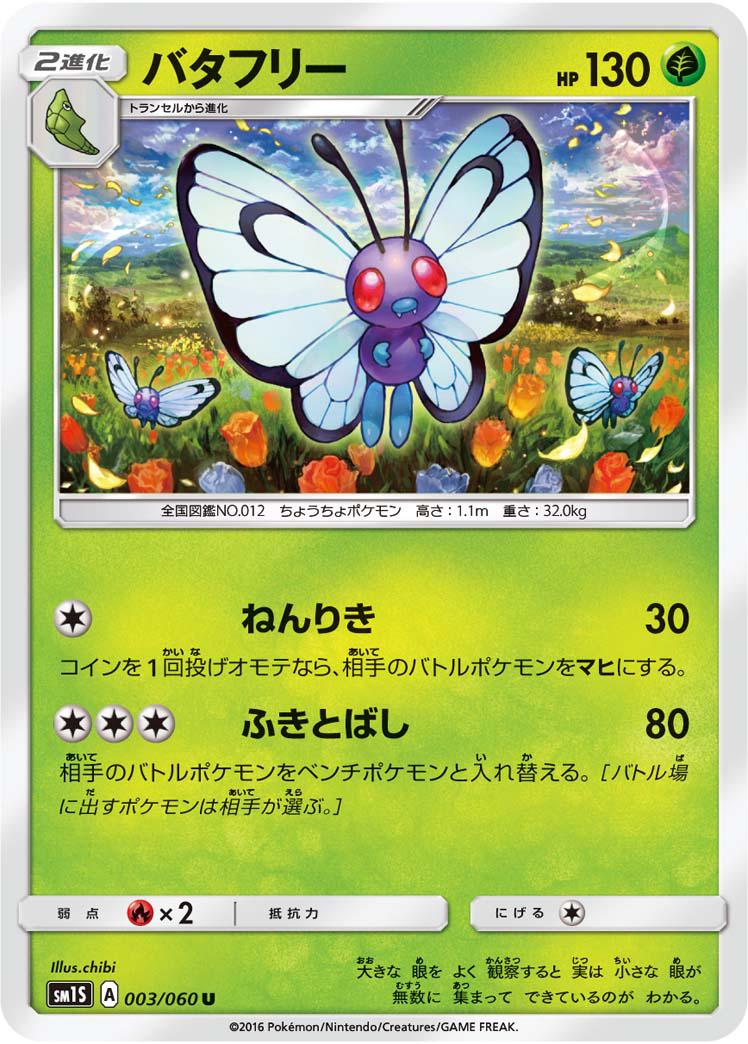 2進化
バタフリー
HP 130
トランセルから進化
全国図鑑NO.012 ちょうちょポケモン 高さ:1.1m 重さ:32.0kg
ねんりき 30
コインを1回投げオモテなら、相手のバトルポケモンをマヒにする。
ふきとばし 80
相手のバトルポケモンをベンチポケモンと入れ替える。[バトル場
に出すポケモンは相手が選ぶ。]
弱点 ×2 抵抗力 にげる
Illus.chibi
大きな 眼を よく 観察すると 実は 小さな 眼が
無数に 集まって できているのが わかる。
SM1S A 003/060 U
©2016 Pokémon/Nintendo/Creatures/GAME FREAK.